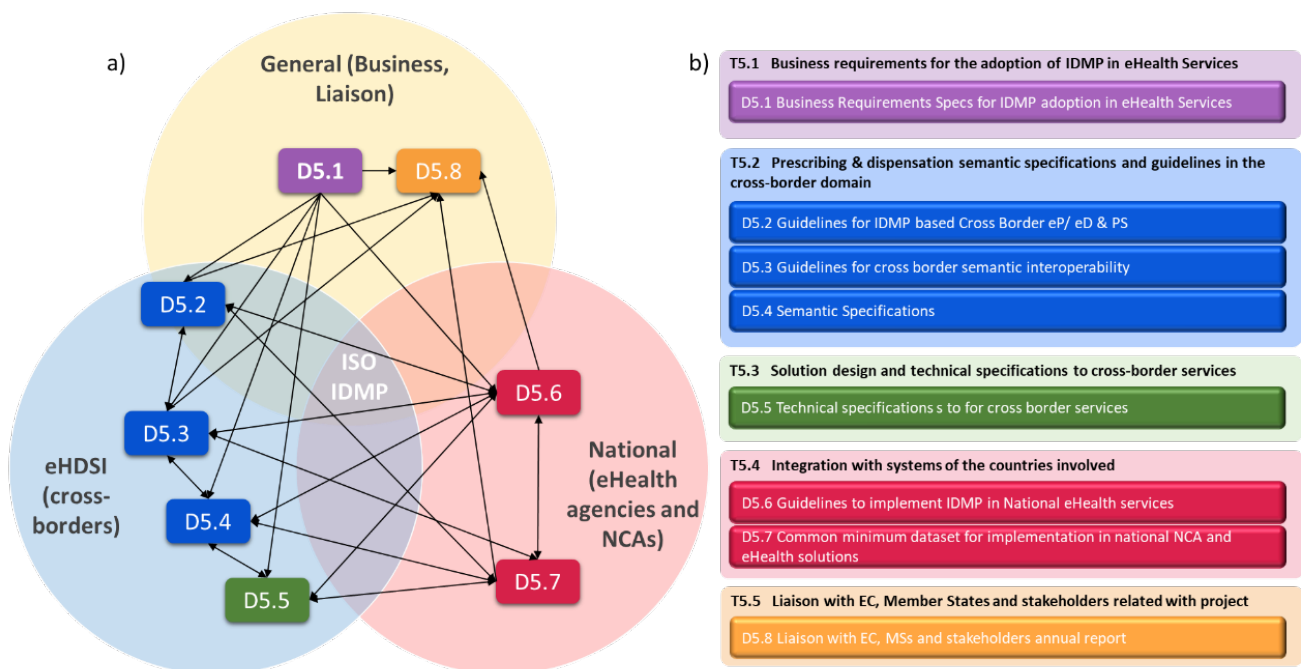 a)
General (Business,
Liaison)
D5.1
D5.8
D5.2
ISO
IDMP
D5.6
D5.3
eHDSI
(cross-
borders)
National
(eHealth
agencies and
NCAs)
D5.4
D5.7
D5.5
b)
T5.1 Business requirements for the adoption of IDMP in eHealth Services
D5.1 Business Requirements Specs for IDMP adoption in eHealth Services
T5.2 Prescribing & dispensation semantic specifications and guidelines in the
cross-border domain
D5.2 Guidelines for IDMP based Cross Border eP/ eD & PS
D5.3 Guidelines for cross border semantic interoperability
D5.4 Semantic Specifications
T5.3 Solution design and technical specifications to cross-border services
D5.5 Technical specifications s to for cross border services
T5.4 Integration with systems of the countries involved
D5.6 Guidelines to implement IDMP in National eHealth services
D5.7 Common minimum dataset for implementation in national NCA and
eHealth solutions
T5.5 Liaison with EC, Member States and stakeholders related with project
D5.8 Liaison with EC, MSs and stakeholders annual report